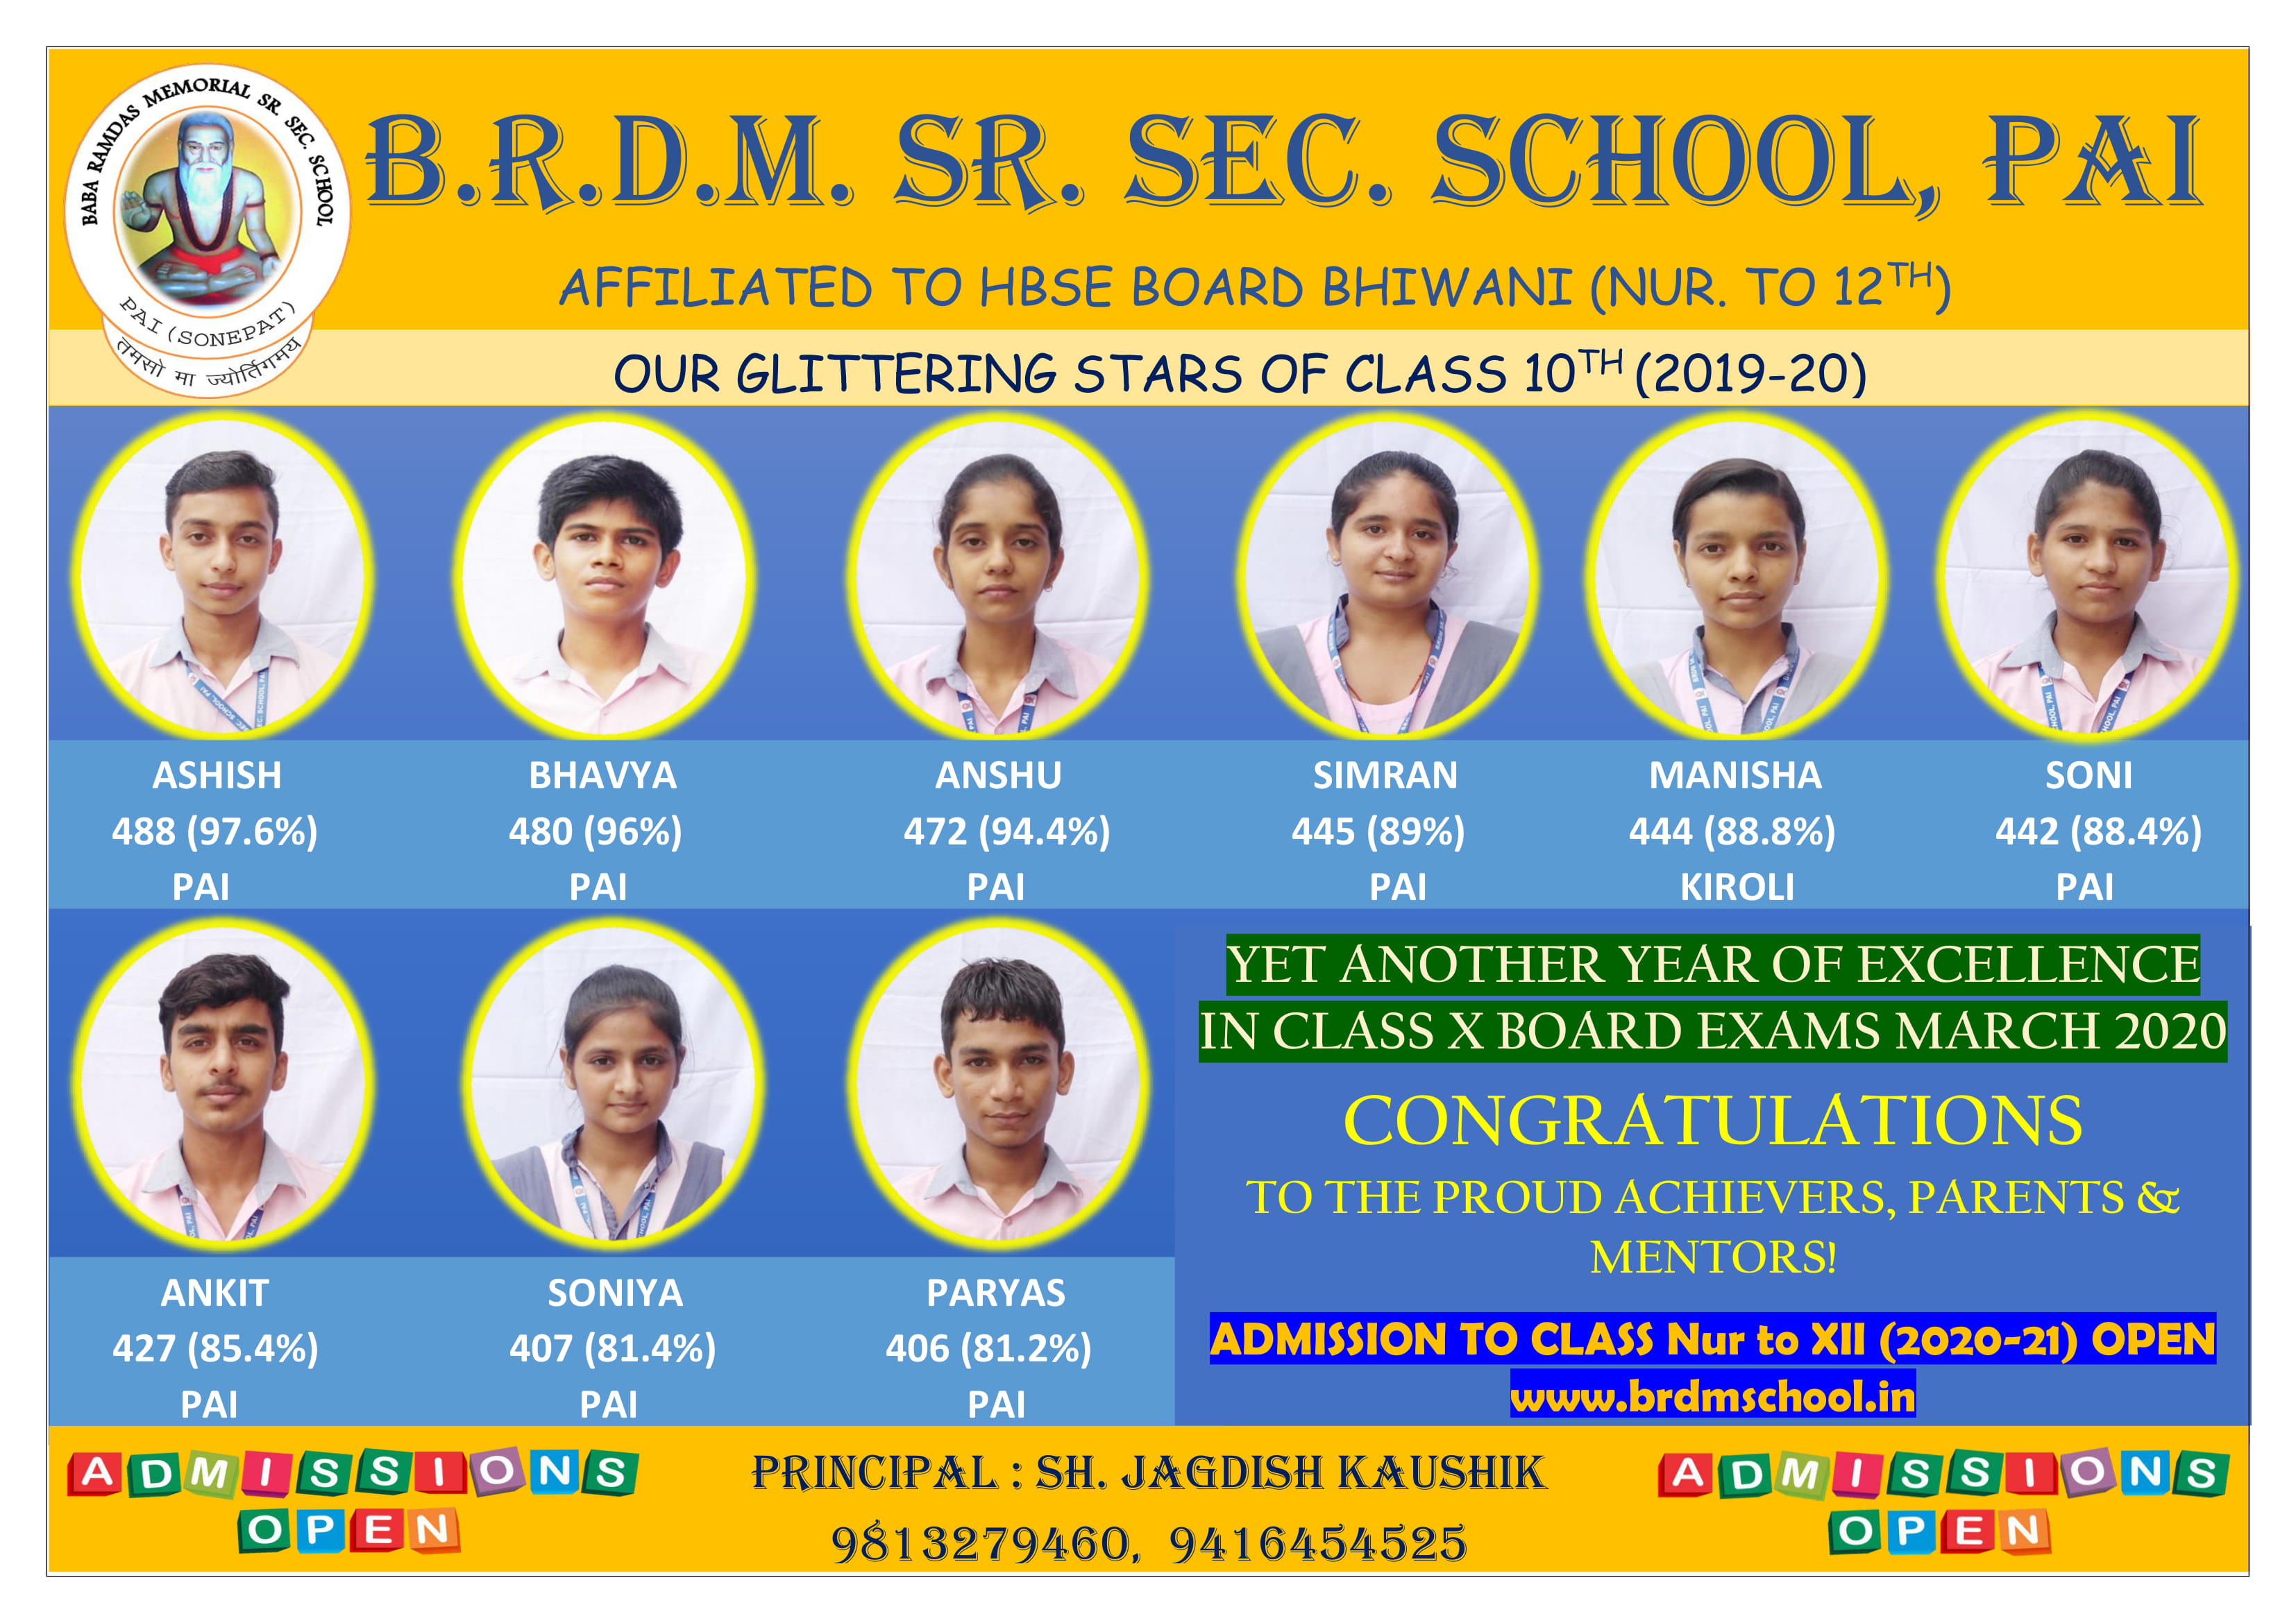 BABA RAMDAS MEMORIAL SR. SEC. SCHOOL
PAI (SONEPAT)
तमसो मा ज्योर्तिगमय
B.R.D.M. SR. SEC. SCHOOL, PAI
AFFILIATED TO HBSE BOARD BHIWANI (NUR. TO 12TH)
OUR GLITTERING STARS OF CLASS 10TH (2019-20)
ASHISH BHAVYA ANSHU SIMRAN MANISHA SONI
488 (97.6%) 480 (96%) 472 (94.4%) 445 (89%) 444 (88.8%) 442 (88.4%)
PAI PAI PAI PAI KIROLI PAI
ANKIT SONIYA PARYAS
427 (85.4%) 407 (81.4%) 406 (81.2%)
PAI PAI PAI
YET ANOTHER YEAR OF EXCELLENCE
IN CLASS X BOARD EXAMS MARCH 2020
CONGRATULATIONS
TO THE PROUD ACHIEVERS, PARENTS &
MENTORS!
ADMISSION TO CLASS Nur to XII (2020-21) OPEN
www.brdmschool.in
ADMISSIONS
OPEN
PRINCIPAL : SH. JAGDISH KAUSHIK
9813279460, 9416454525
ADMISSIONS
OPEN